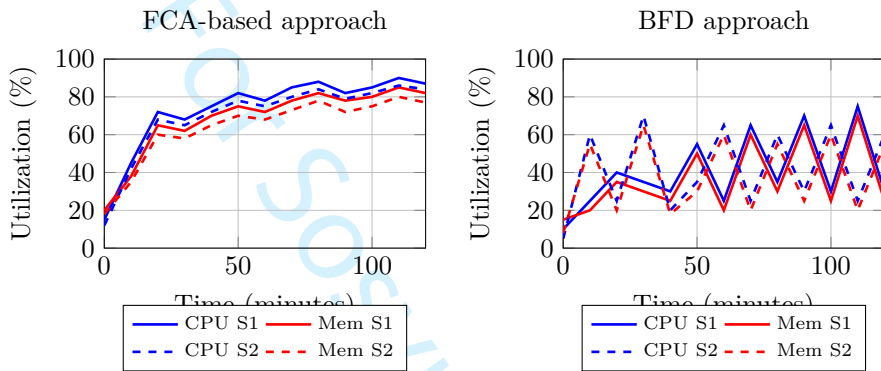 FCA-based approach
Utilization (%)
100
80
60
40
20
0
0 50 100
Time (minutes)
CPU S1 Mem S1
CPU S2 Mem S2
BFD approach
Utilization (%)
100
80
60
40
20
0
0 50 100
Time (minutes)
CPU S1 Mem S1
CPU S2 Mem S2